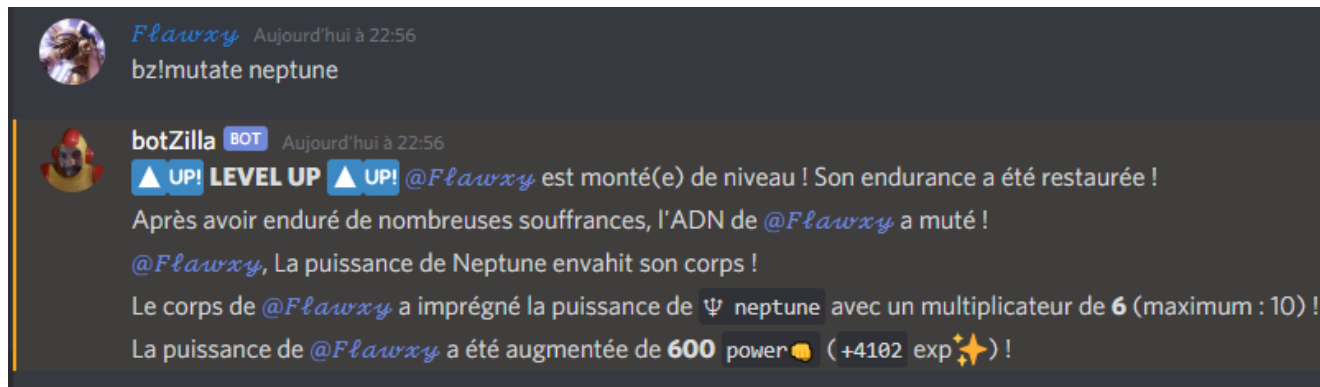 𝓕𝓵𝓪𝔀𝔁𝔂 Aujourd'hui à 22:56
bz!mutate neptune
botZilla BOT Aujourd'hui à 22:56
▲ UP! LEVEL UP ▲ UP! @𝓕𝓵𝓪𝔀𝔁𝔂 est monté(e) de niveau ! Son endurance a été restaurée !
Après avoir enduré de nombreuses souffrances, l'ADN de @𝓕𝓵𝓪𝔀𝔁𝔂 a muté !
@𝓕𝓵𝓪𝔀𝔁𝔂, La puissance de Neptune envahit son corps !
Le corps de @𝓕𝓵𝓪𝔀𝔁𝔂 a imprégné la puissance de ♆ neptune avec un multiplicateur de 6 (maximum : 10) !
La puissance de @𝓕𝓵𝓪𝔀𝔁𝔂 a été augmentée de 600 power👊 (+4102 exp✨) !